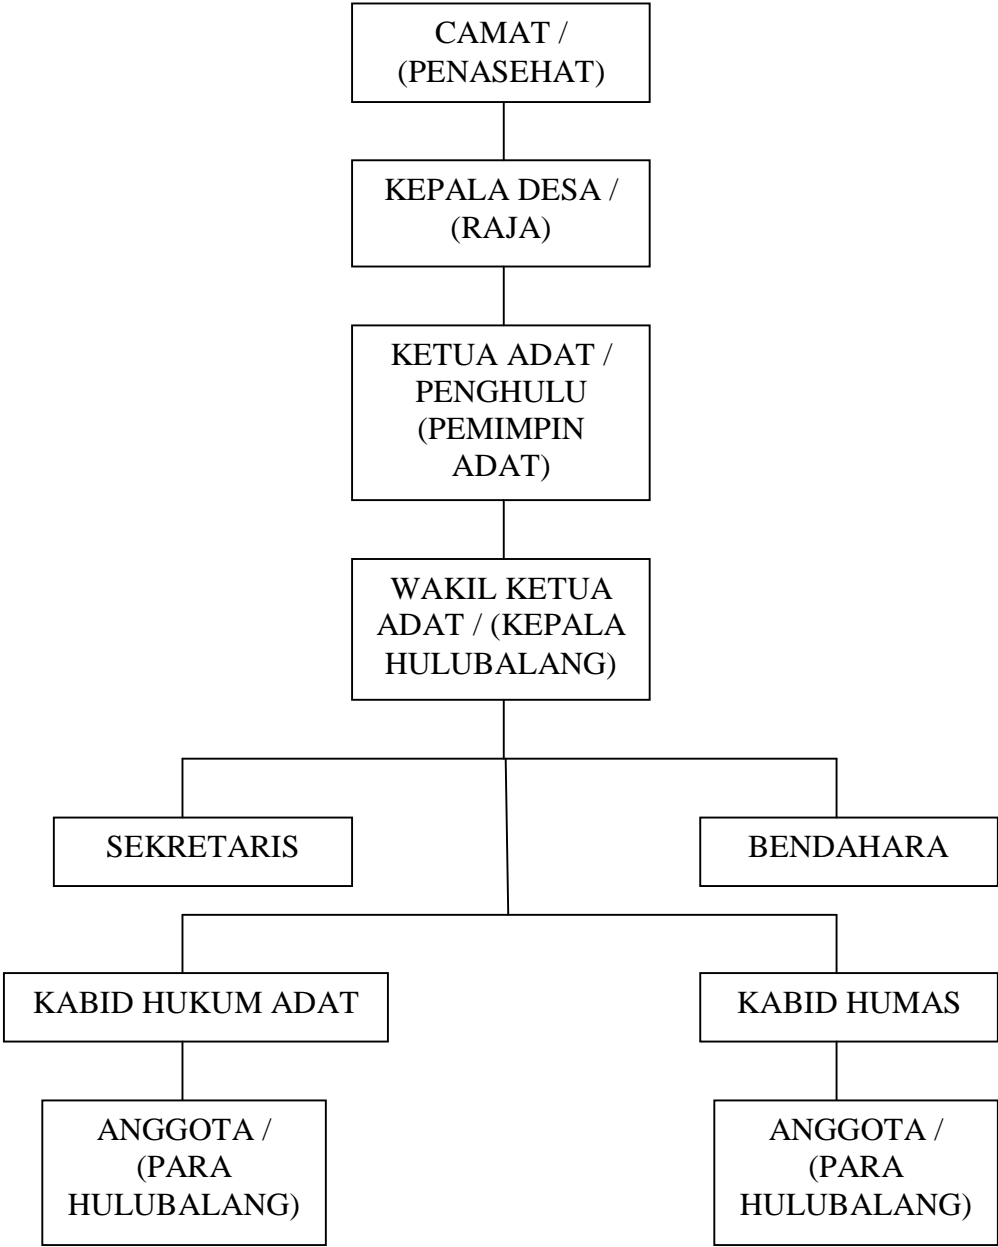 CAMAT /
(PENASEHAT)
KEPALA DESA /
(RAJA)
KETUA ADAT /
PENGHULU
(PEMIMPIN
ADAT)
WAKIL KETUA
ADAT / (KEPALA
HULUBALANG)
SEKRETARIS
BENDAHARA
KABID HUKUM ADAT
KABID HUMAS
ANGGOTA /
(PARA
HULUBALANG)
ANGGOTA /
(PARA
HULUBALANG)